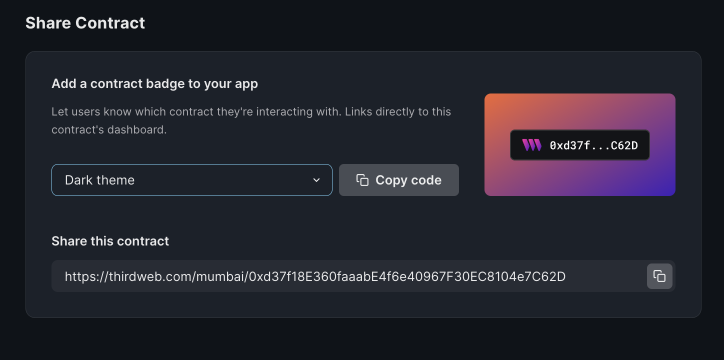 Share Contract
Add a contract badge to your app
Let users know which contract they're interacting with. Links directly to this
contract's dashboard.
Dark theme
Copy code
0xd37f...C62D
Share this contract
https://thirdweb.com/mumbai/0xd37f18E360faaabE4f6e40967F30EC8104e7C62D